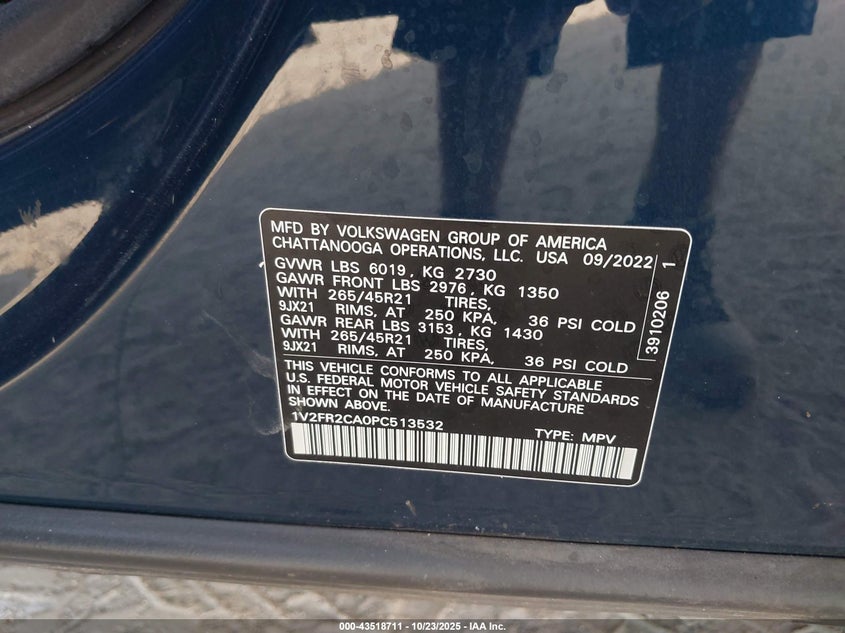 MFD BY VOLKSWAGEN GROUP OF AMERICA
CHATTANOOGA OPERATIONS, LLC. USA 09/2022
GVWR LBS 6019, KG 2730
GAWR FRONT LBS 2976, KG 1350
WITH 265/45R21 TIRES,
9JX21 RIMS, AT 250 KPA, 36 PSI COLD
GAWR REAR LBS 3153, KG 1430
WITH 265/45R21 TIRES,
9JX21 RIMS, AT 250 KPA, 36 PSI COLD
THIS VEHICLE CONFORMS TO ALL APPLICABLE
U.S. FEDERAL MOTOR VEHICLE SAFETY STANDARDS
IN EFFECT ON THE DATE OF MANUFACTURE
SHOWN ABOVE.
1V2FR2CA0PC513532 TYPE: MPV
3910206 1
000-43518711 - 10/23/2025 - IAA Inc.